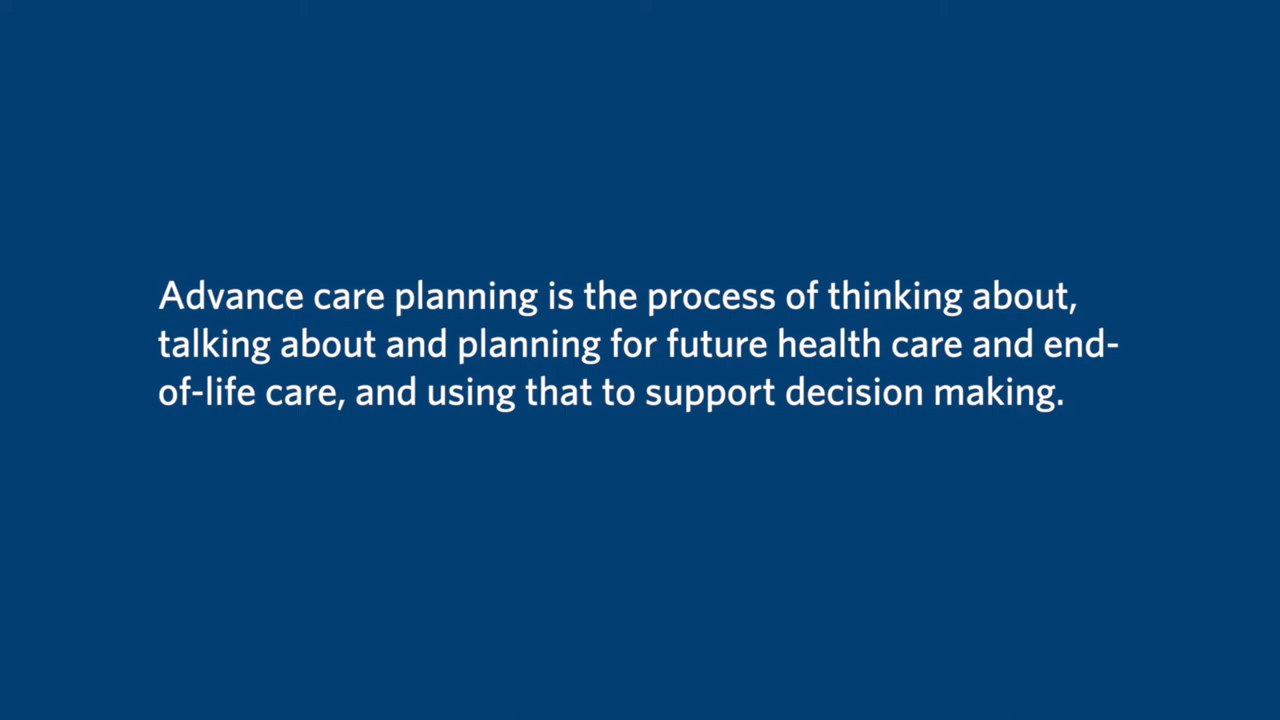 Advance care planning is the process of thinking about,
talking about and planning for future health care and end-
of-life care, and using that to support decision making.